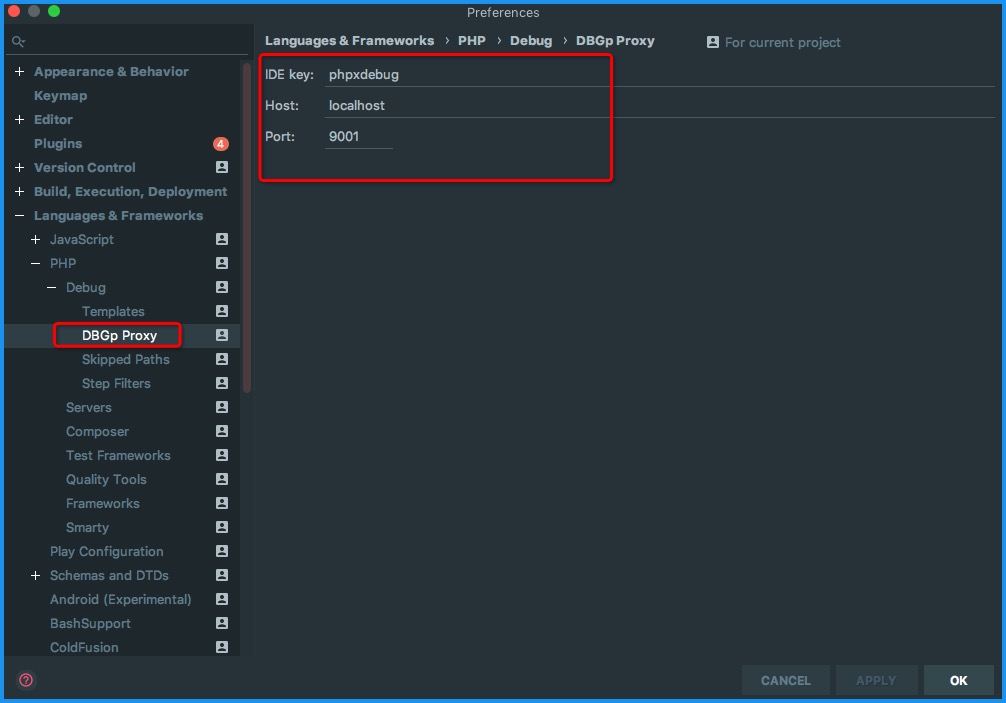 Preferences
Languages & Frameworks › PHP › Debug › DBGp Proxy
For current project
IDE key: phpxdebug
Host: localhost
Port: 9001
Appearance & Behavior
Keymap
Editor
Plugins 4
Version Control
Build, Execution, Deployment
Languages & Frameworks
JavaScript
PHP
Debug
Templates
DBGp Proxy
Skipped Paths
Step Filters
Servers
Composer
Test Frameworks
Quality Tools
Frameworks
Smarty
Play Configuration
Schemas and DTDs
Android (Experimental)
BashSupport
ColdFusion
?
CANCEL
APPLY
OK